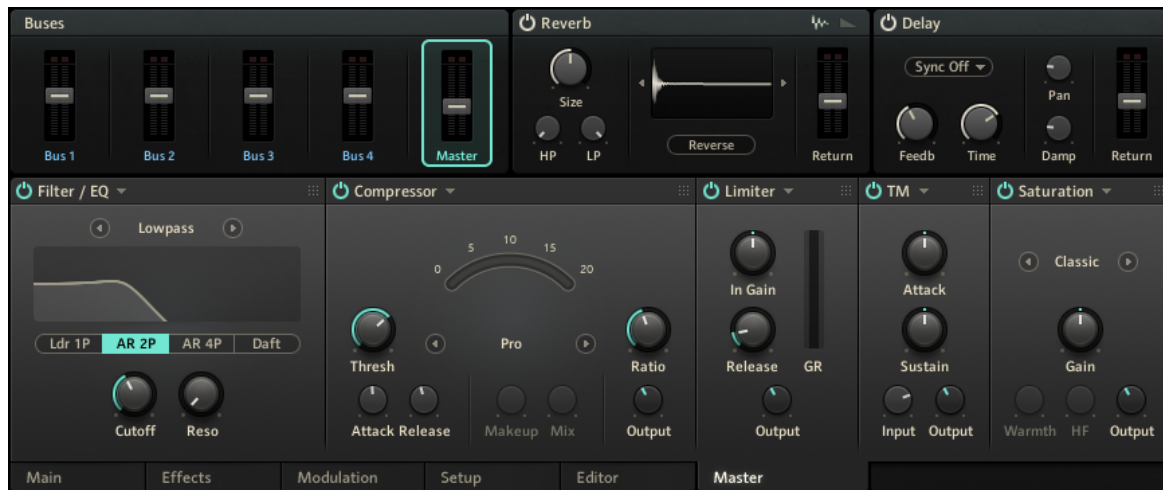 Buses
Bus 1 Bus 2 Bus 3 Bus 4 Master
Reverb
Size
HP LP
Reverse
Return
Delay
Sync Off
Pan
Feedb Time Damp Return
Filter / EQ
Lowpass
Ldr 1P AR 2P AR 4P Daft
Cutoff Reso
Compressor
0 5 10 15 20
Thresh Pro Ratio
Attack Release Makeup Mix Output
Limiter
In Gain
Release GR
Output
TM
Attack
Sustain
Input Output
Saturation
Classic
Gain
Warmth HF Output
Main Effects Modulation Setup Editor Master